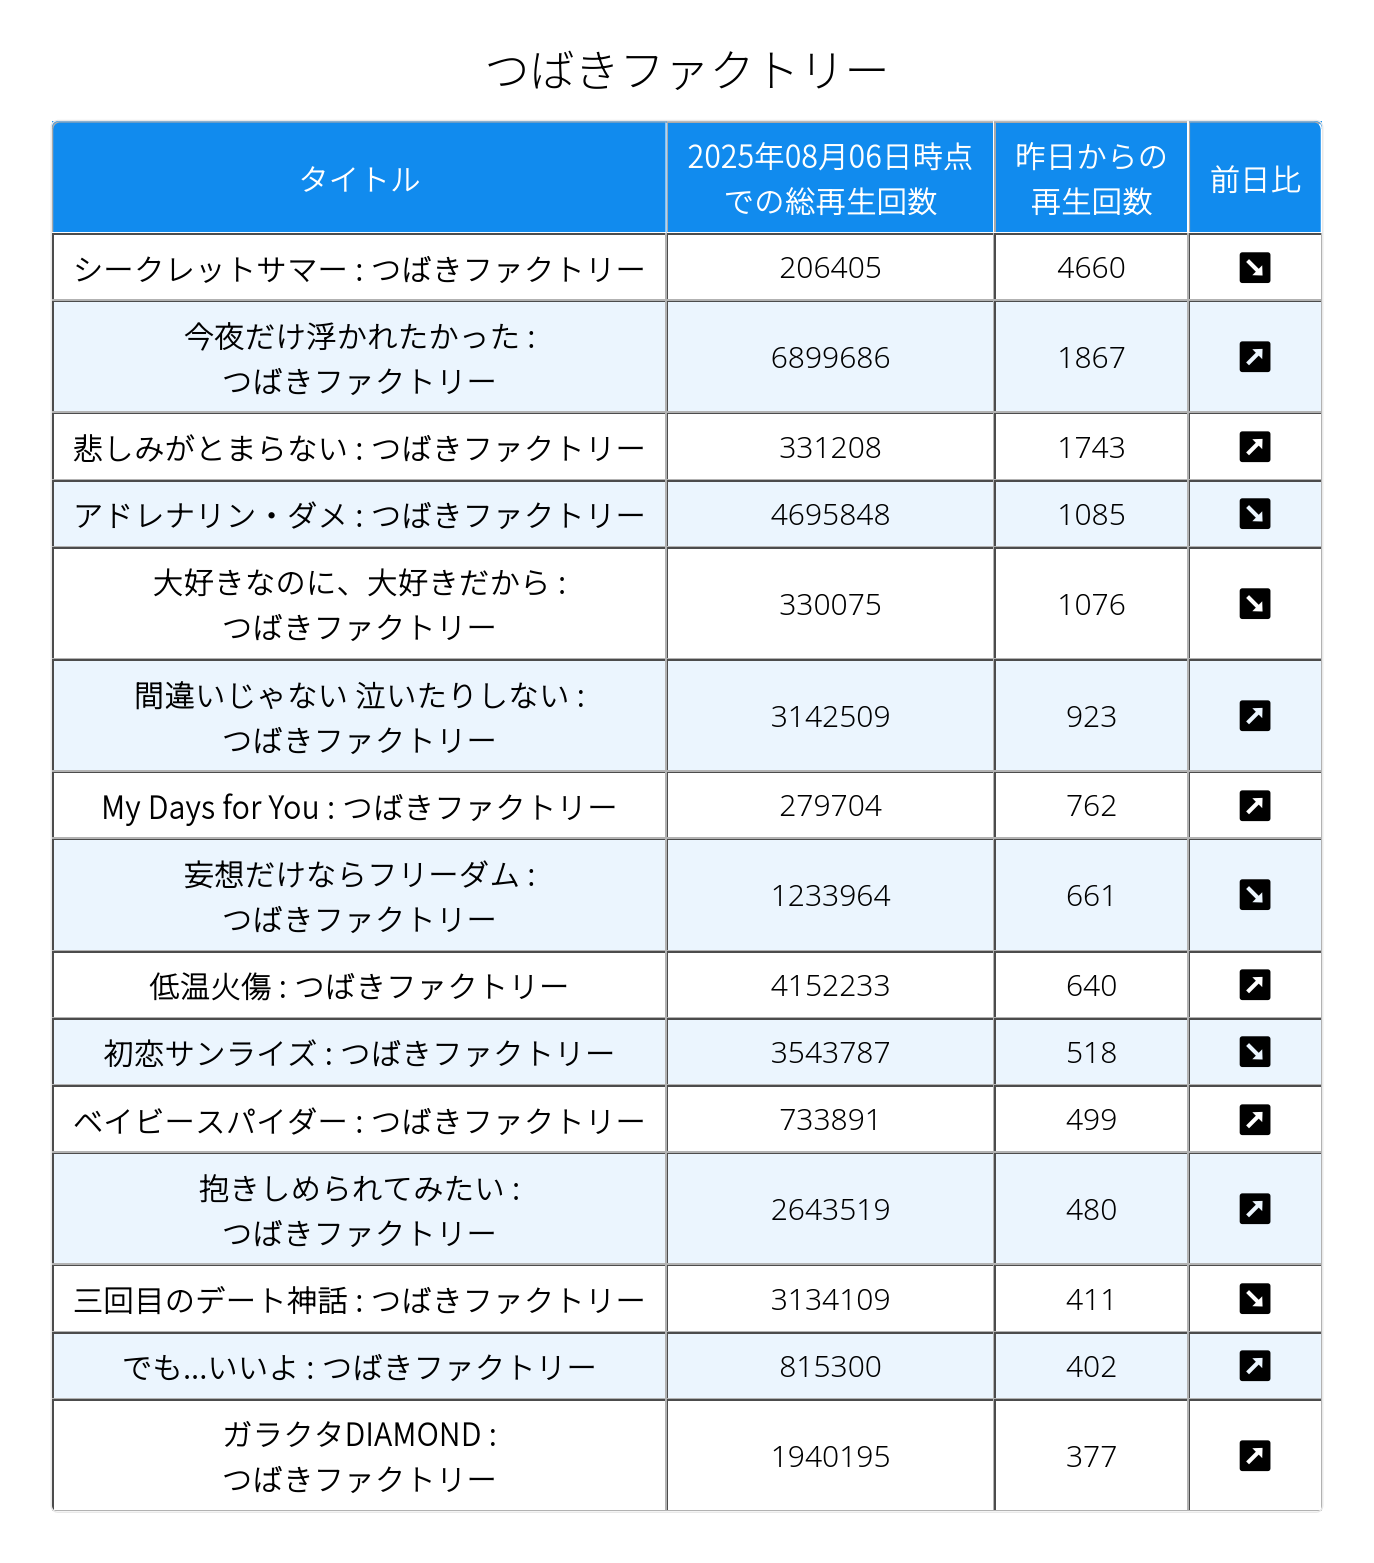 つばきファクトリー
タイトル
2025年08月06日時点
での総再生回数
昨日からの
再生回数
前日比
シークレットサマー : つばきファクトリー
206405
4660
今夜だけ浮かれたかった :
つばきファクトリー
6899686
1867
悲しみがとまらない : つばきファクトリー
331208
1743
アドレナリン・ダメ : つばきファクトリー
4695848
1085
大好きなのに、大好きだから :
つばきファクトリー
330075
1076
間違いじゃない 泣いたりしない :
つばきファクトリー
3142509
923
My Days for You : つばきファクトリー
279704
762
妄想だけならフリーダム :
つばきファクトリー
1233964
661
低温火傷 : つばきファクトリー
4152233
640
初恋サンライズ : つばきファクトリー
3543787
518
ベイビースパイダー : つばきファクトリー
733891
499
抱きしめられてみたい :
つばきファクトリー
2643519
480
三回目のデート神話 : つばきファクトリー
3134109
411
でも...いいよ : つばきファクトリー
815300
402
ガラクタDIAMOND :
つばきファクトリー
1940195
377